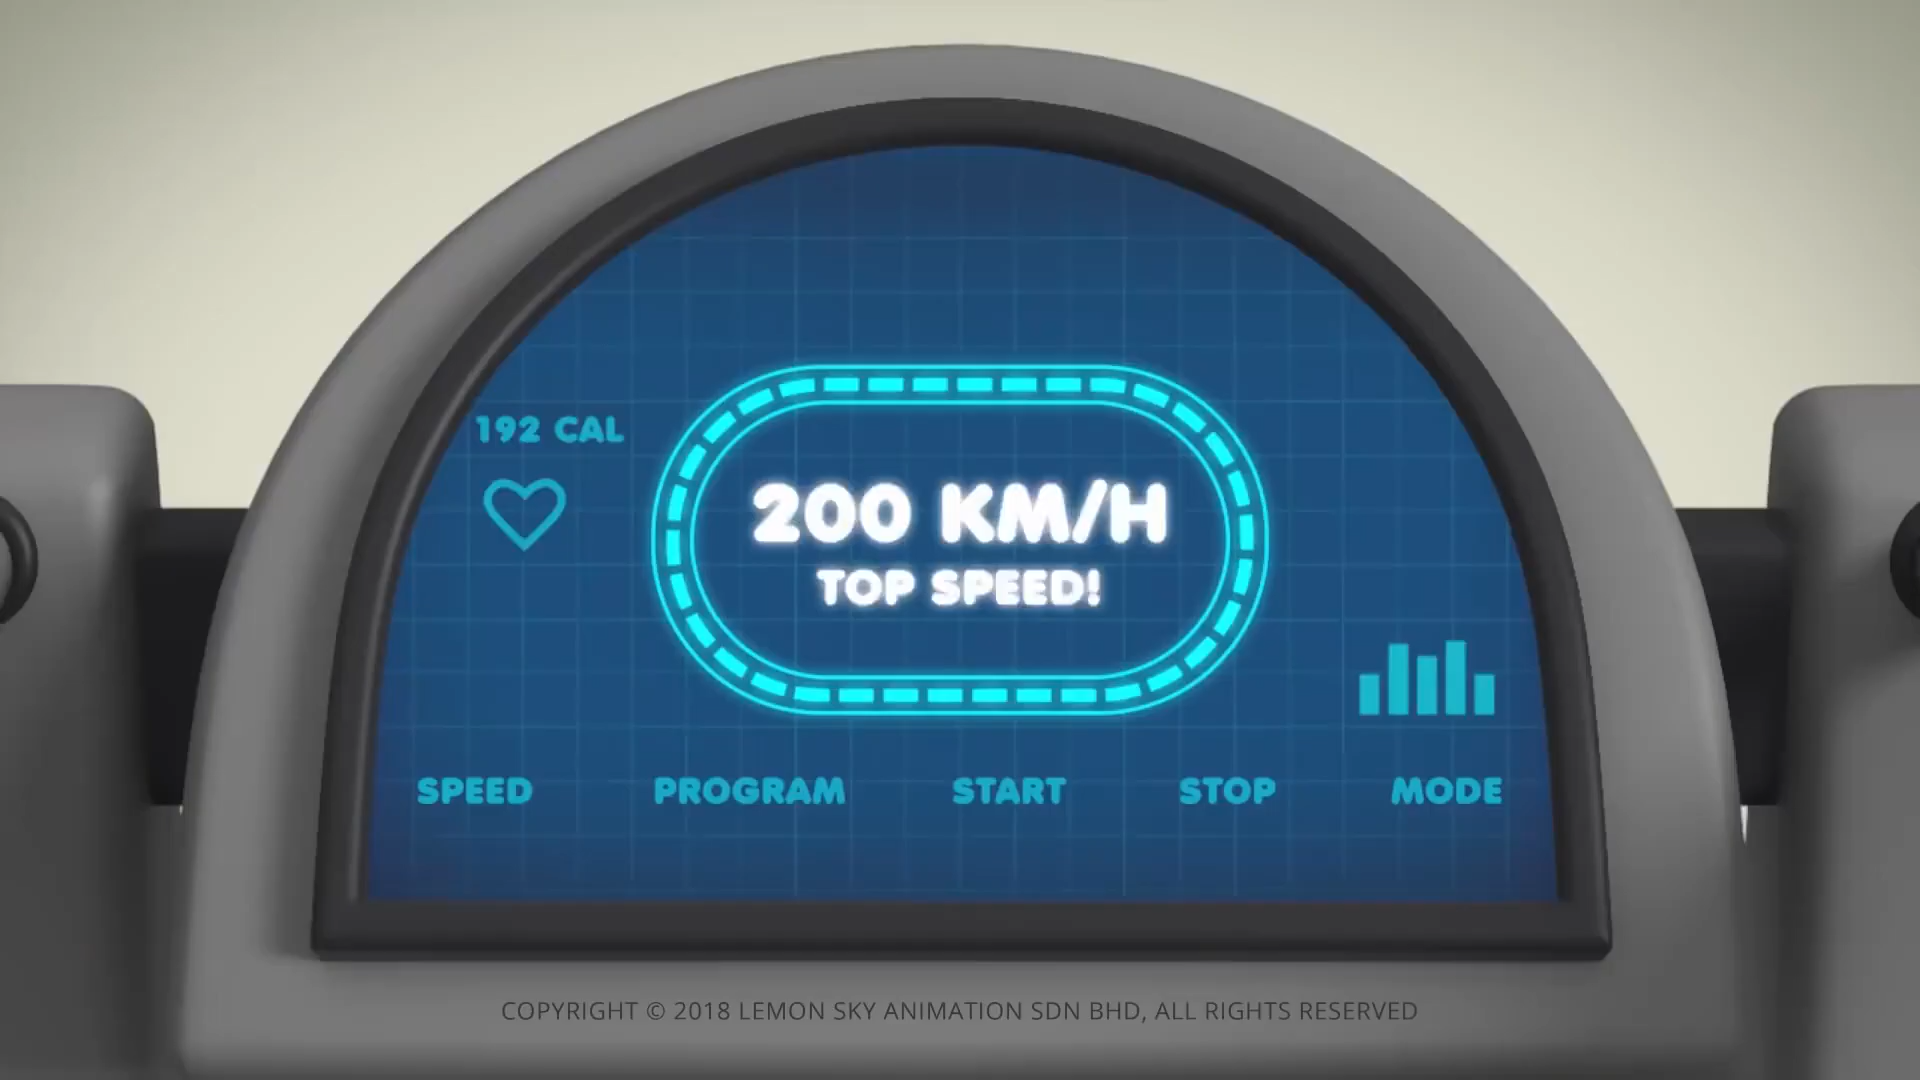 192 CAL
200 KM/H
TOP SPEED!
SPEED PROGRAM START STOP MODE
COPYRIGHT © 2018 LEMON SKY ANIMATION SDN BHD, ALL RIGHTS RESERVED